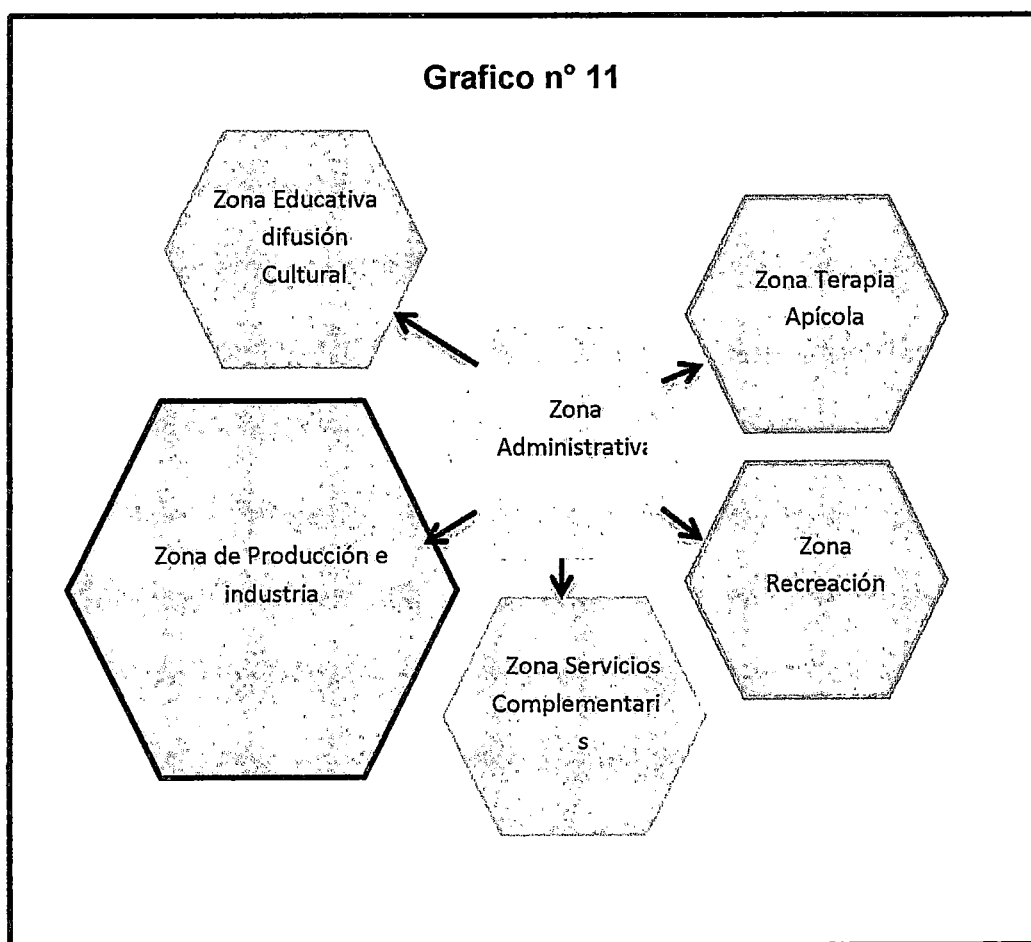 Grafico n° 11
Zona Educativa
difusión
Cultural
Zona Terapia
Apícola
Zona
Administrativa
Zona de Producción e
industria
Zona
Recreación
Zona Servicios
Complementari
s